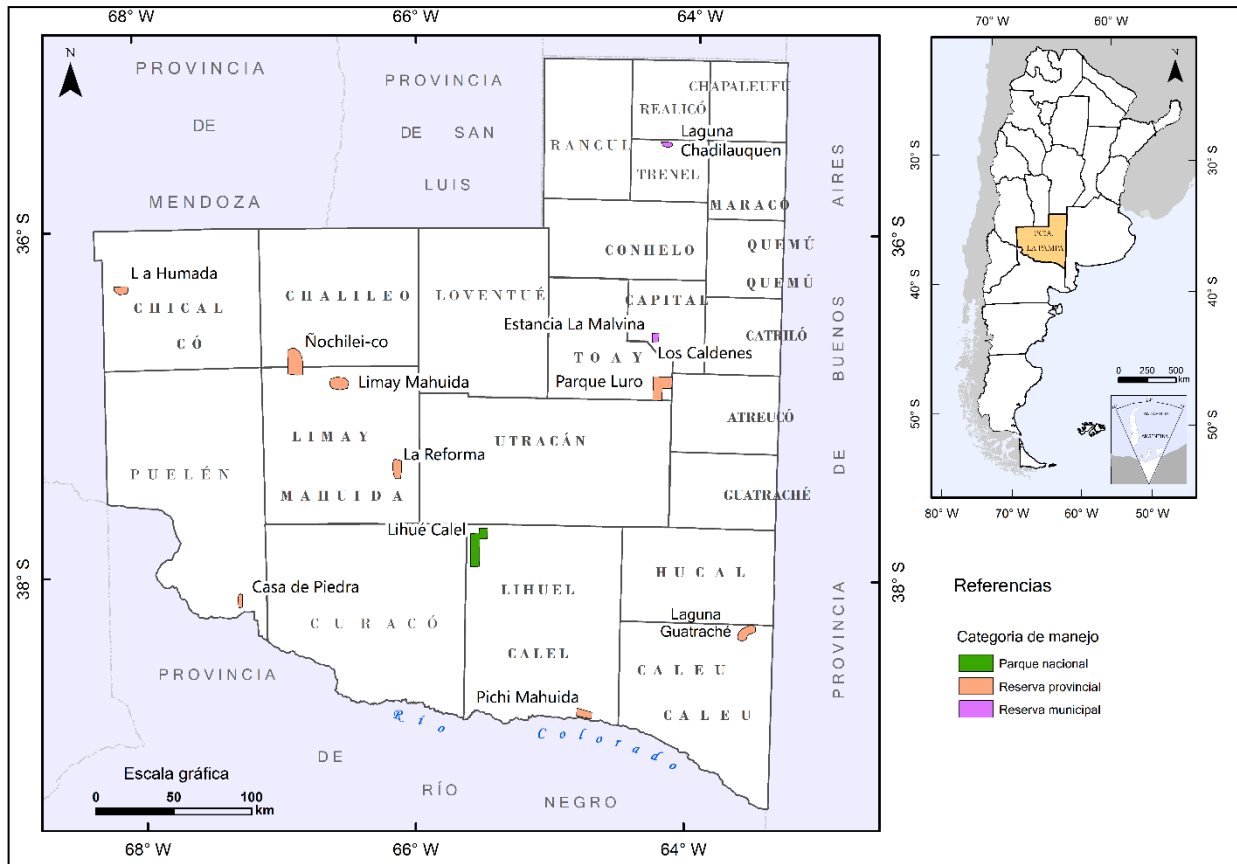 68° W
66° W
64° W
N
PROVINCIA
DE
MENDOZA
PROVINCIA
DE SAN
LUIS
CHAPALEUFÚ
REALICÓ
Laguna
Chadilauquen
RANCUL
TRENEL
MARACÓ
CONHELO
QUEMÚ
QUEMÚ
36° S
36° S
L a Humada
CHICAL
CÓ
CHALILEO
LOVENTUÉ
CAPITAL
Estancia La Malvina
CATRILÓ
Los Caldenes
TOAY
Ñochilei-co
Limay Mahuida
Parque Luro
ATREUCÓ
LIMAY
MAHUIDA
UTRACÁN
La Reforma
PUELÉN
GUATRACHÉ
Lihué Calel
HUCAL
38° S
38° S
LIHUEL
CALEL
Casa de Piedra
CURACÓ
Laguna
Guatraché
CALEU
CALEU
PROVINCIA
DE
RÍO
NEGRO
Pichi Mahuida
Río Colorado
PROVINCIA DE BUENOS AIRES
Escala gráfica
0 50 100
km
68° W
66° W
64° W
70° W
60° W
N
30° S
30° S
PCIA.
LA PAMPA
40° S
40° S
0 250 500
km
50° S
50° S
ARGENTINA
80° W
70° W
60° W
50° W
Referencias
Categoria de manejo
Parque nacional
Reserva provincial
Reserva municipal